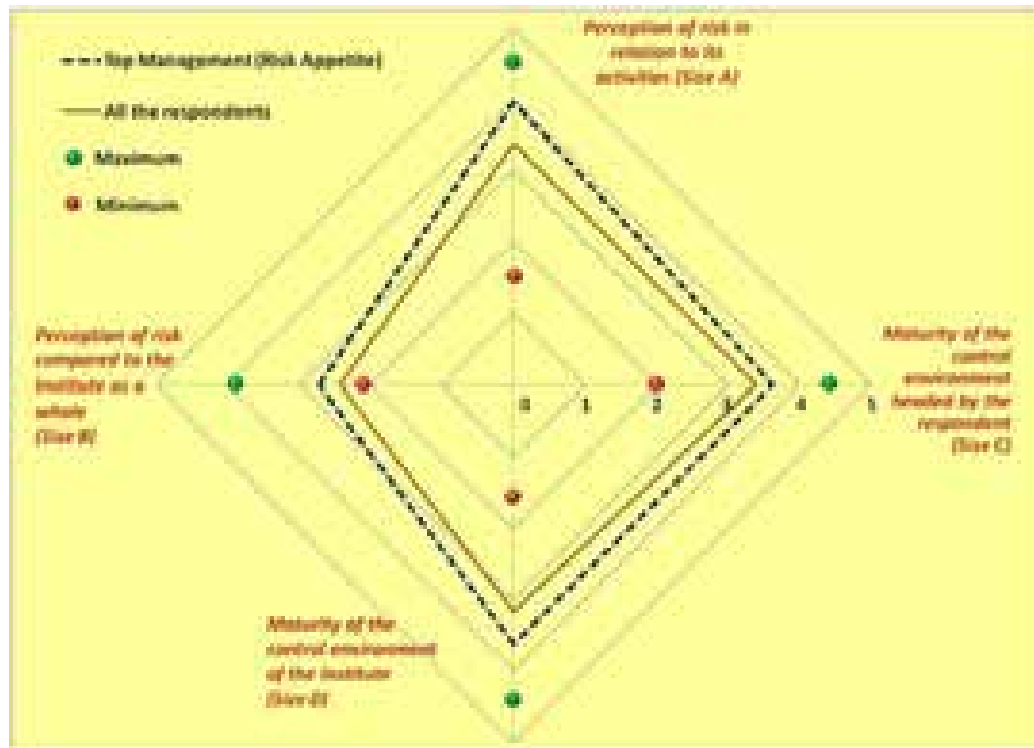 Perception of risk in
relation to its
activities (Size A)
Top Management (Risk Appetite)
All the respondents
Maximum
Minimum
Perception of risk
compared to the
institute as a
whole
(Size B)
Maturity of the
control
environment
headed by the
respondent
(Size C)
0 1 2 3 4 5
Maturity of the
control environment
of the institute
(Size D)